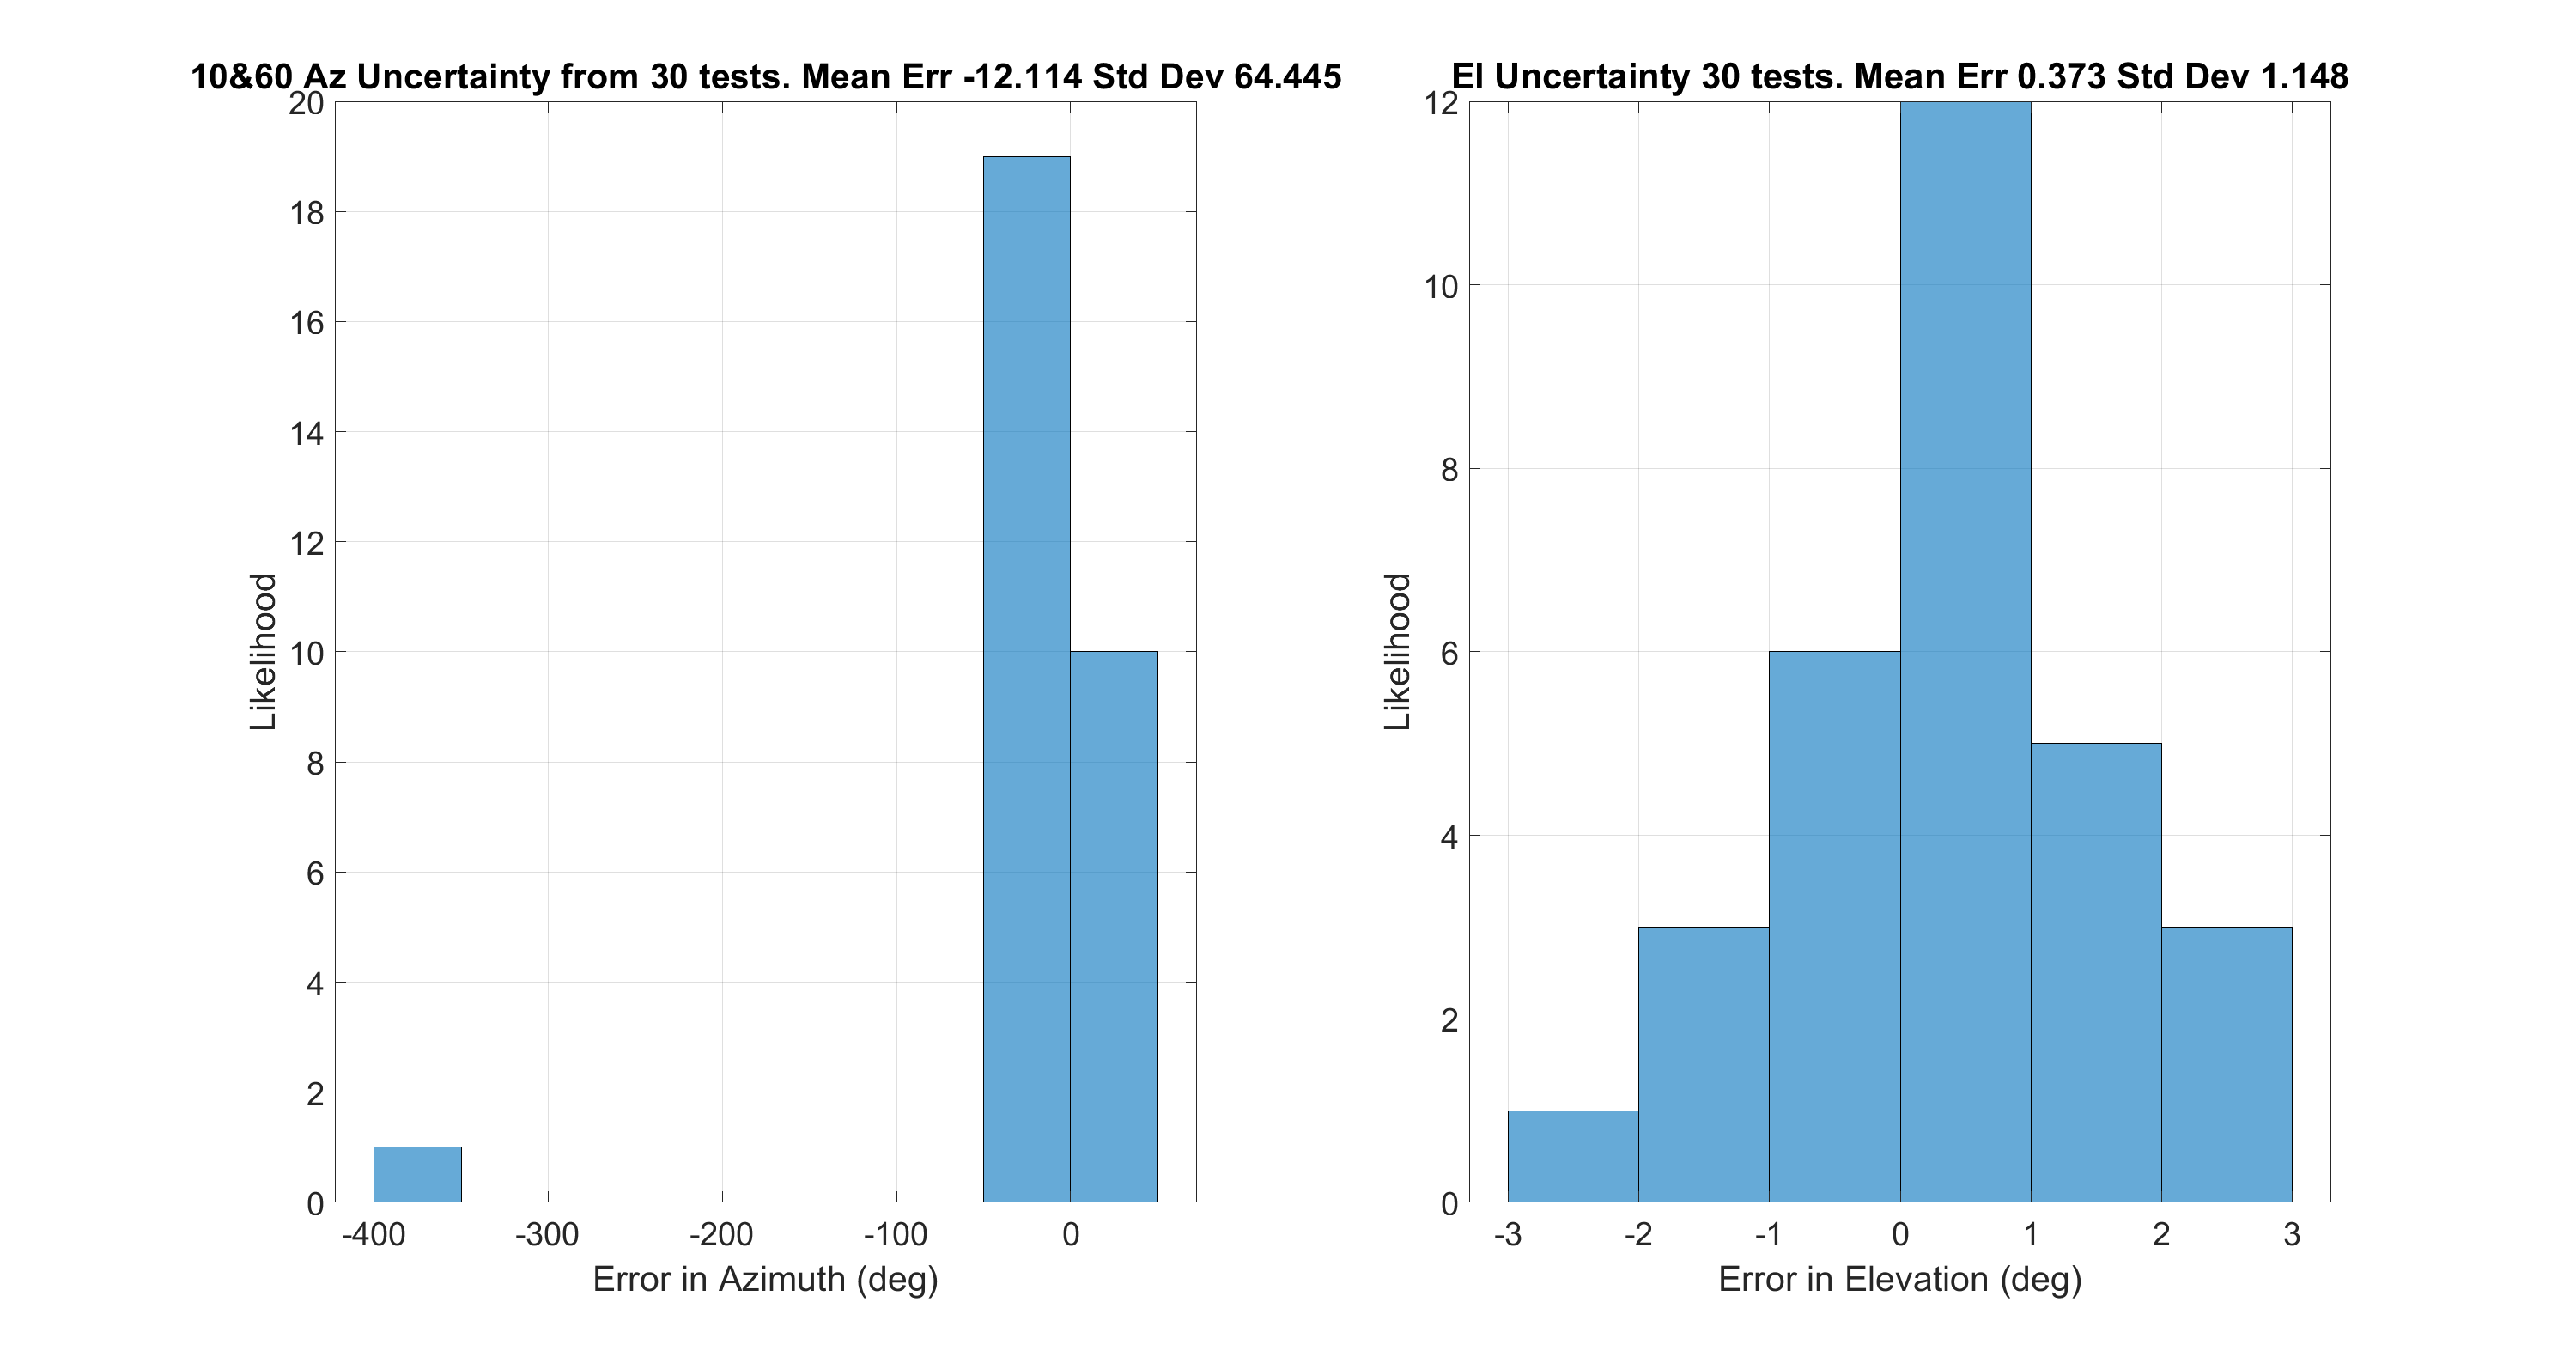 10&60 Az Uncertainty from 30 tests. Mean Err -12.114 Std Dev 64.445
20
18
16
14
12
10
8
6
4
2
0
Likelihood
-400 -300 -200 -100 0
Error in Azimuth (deg)
El Uncertainty 30 tests. Mean Err 0.373 Std Dev 1.148
12
10
8
6
4
2
0
Likelihood
-3 -2 -1 0 1 2 3
Error in Elevation (deg)